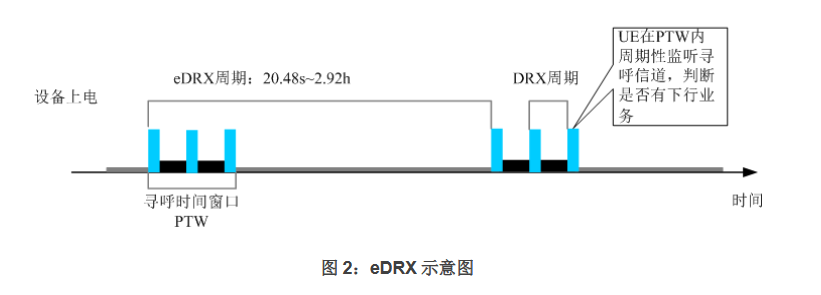 UE在PTW内
周期性监听寻
呼信道，判断
是否有下行业
务
eDRX周期：20.48s~2.92h
DRX周期
设备上电
寻呼时间窗口
PTW
时间
图 2：eDRX 示意图